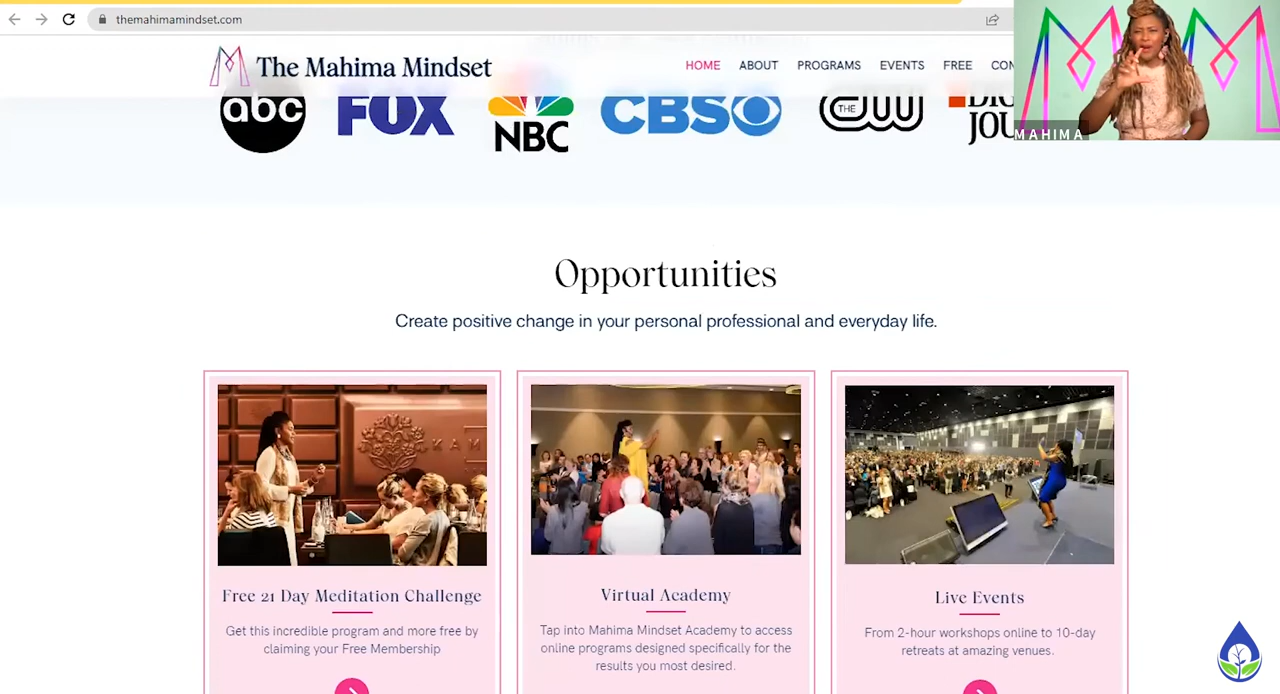 themahimamindset.com
The Mahima Mindset
HOME ABOUT PROGRAMS EVENTS FREE
MAHIMA
abc FOX NBC CBS THE CW
Opportunities
Create positive change in your personal professional and everyday life.
Free 21 Day Meditation Challenge
Get this incredible program and more free by
claiming your Free Membership
Virtual Academy
Tap into Mahima Mindset Academy to access
online programs designed specifically for the
results you most desired.
Live Events
From 2-hour workshops online to 10-day
retreats at amazing venues.